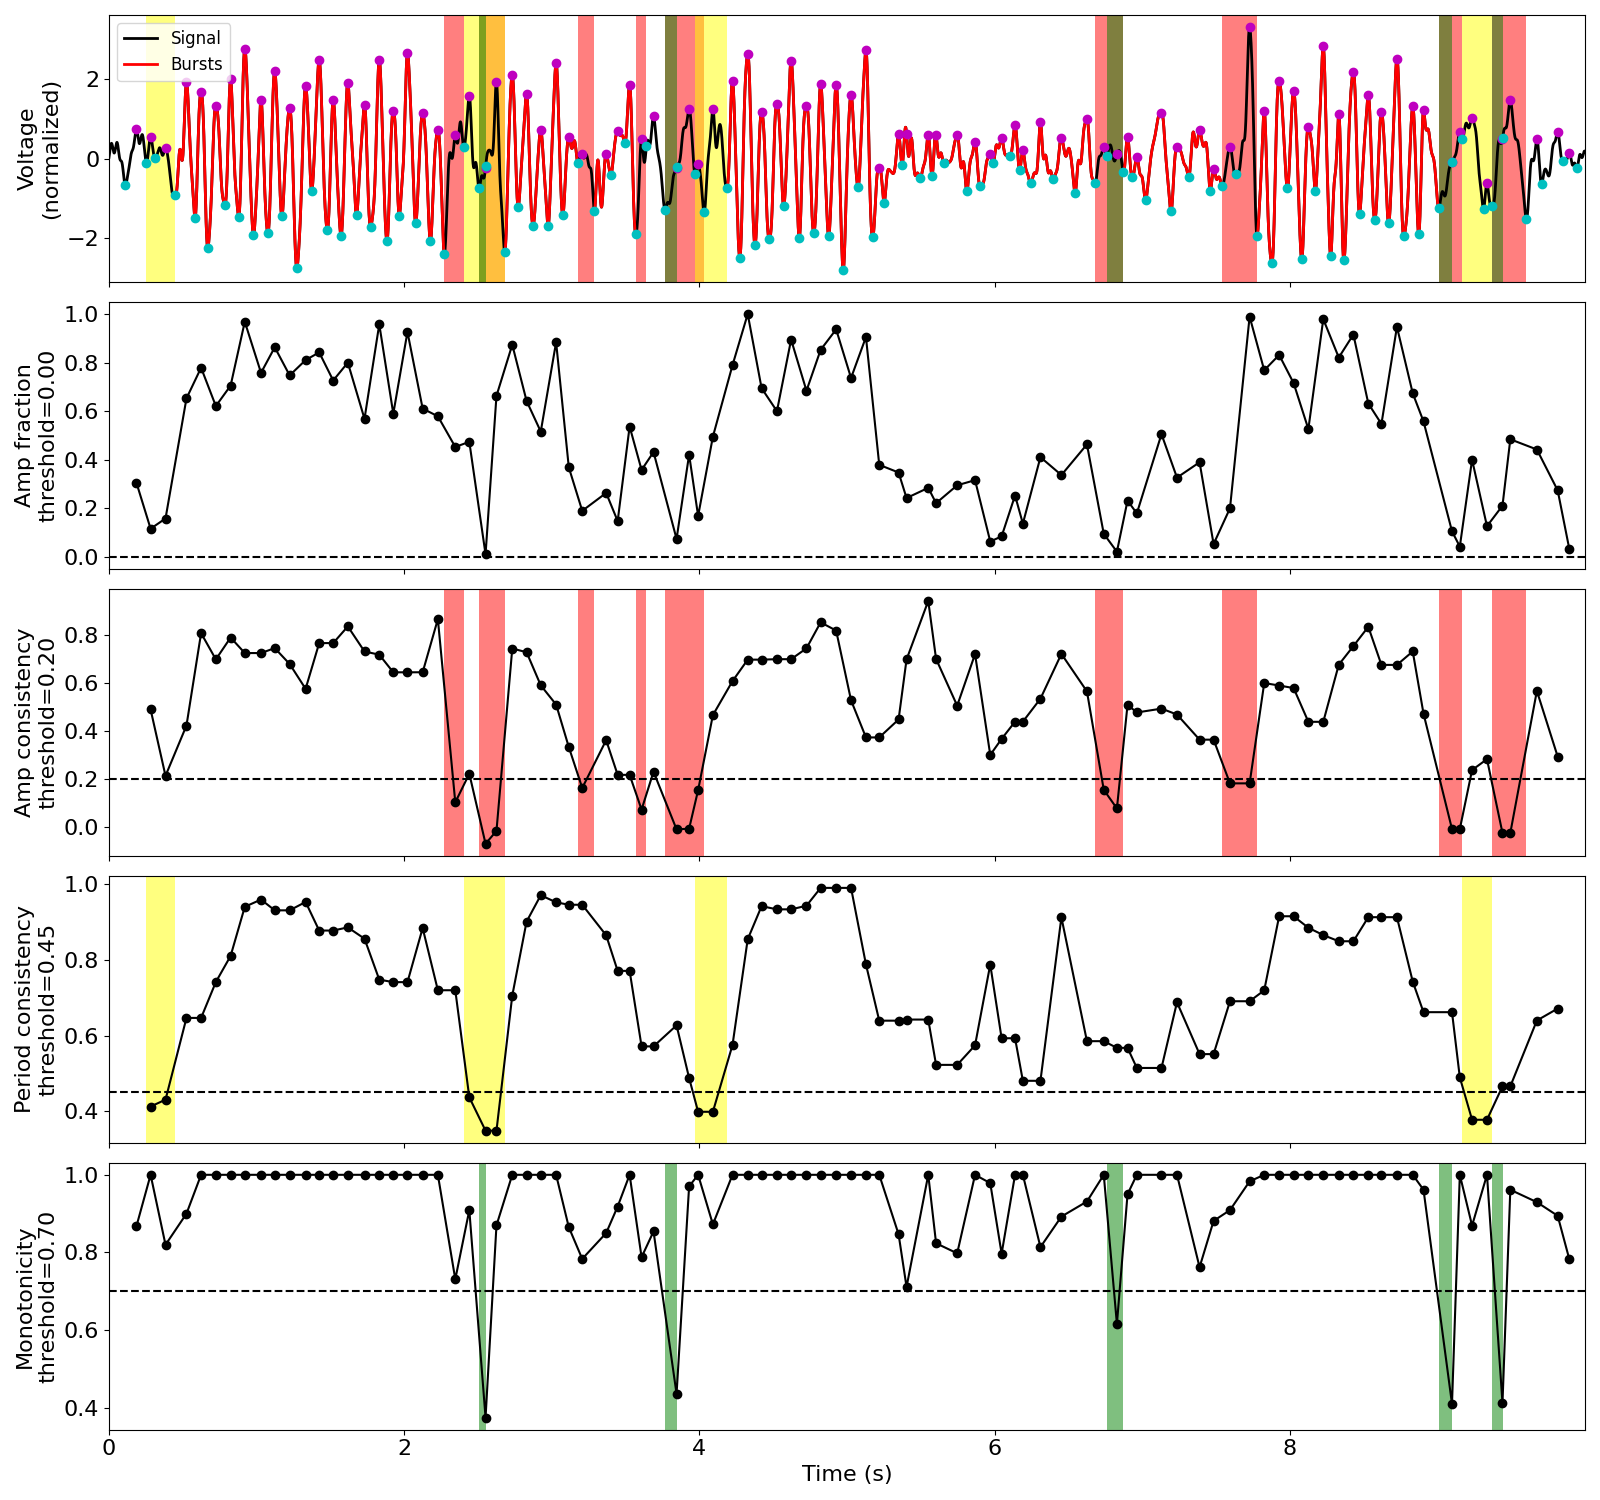 Signal
Bursts
Voltage
(normalized)
2
0
−2
Amp fraction
threshold=0.00
1.0
0.8
0.6
0.4
0.2
0.0
Amp consistency
threshold=0.20
0.8
0.6
0.4
0.2
0.0
Period consistency
threshold=0.45
1.0
0.8
0.6
0.4
Monotonicity
threshold=0.70
1.0
0.8
0.6
0.4
0
2
4
6
8
Time (s)